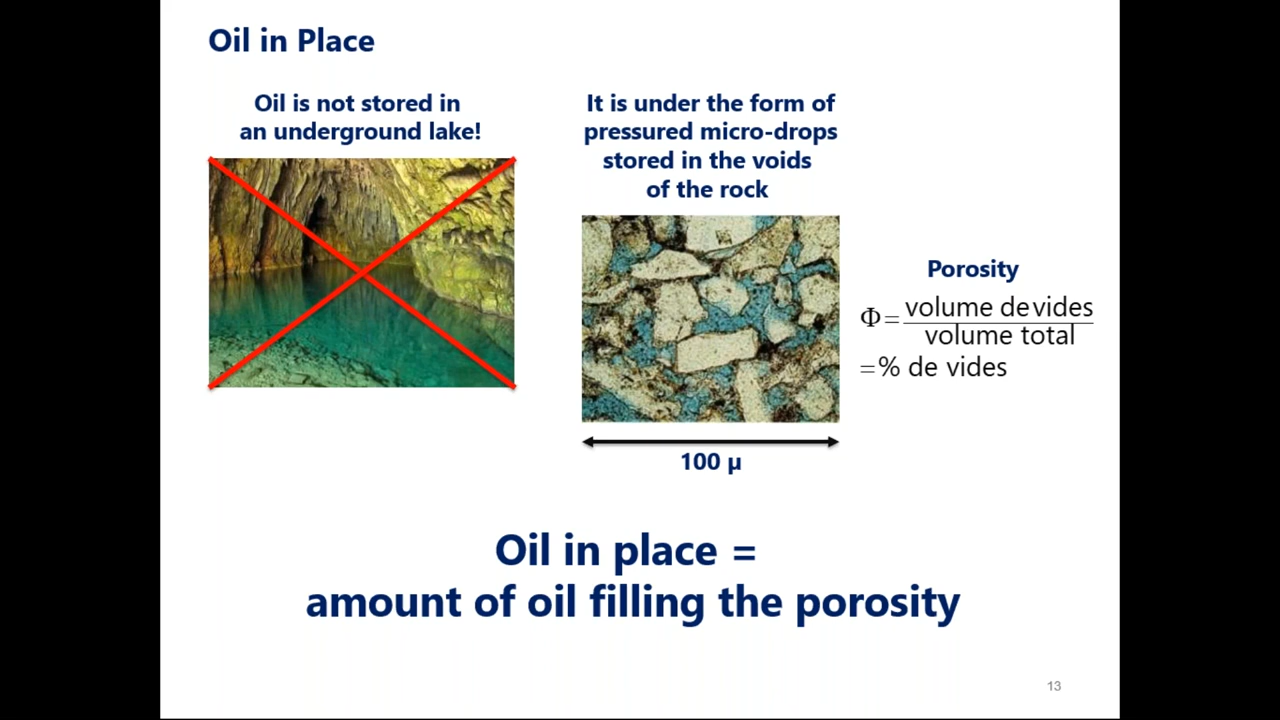 Oil in Place
Oil is not stored in
an underground lake!
It is under the form of
pressured micro-drops
stored in the voids
of the rock
100 µ
Porosity
Φ = volume de vides
volume total
= % de vides
Oil in place =
amount of oil filling the porosity
13